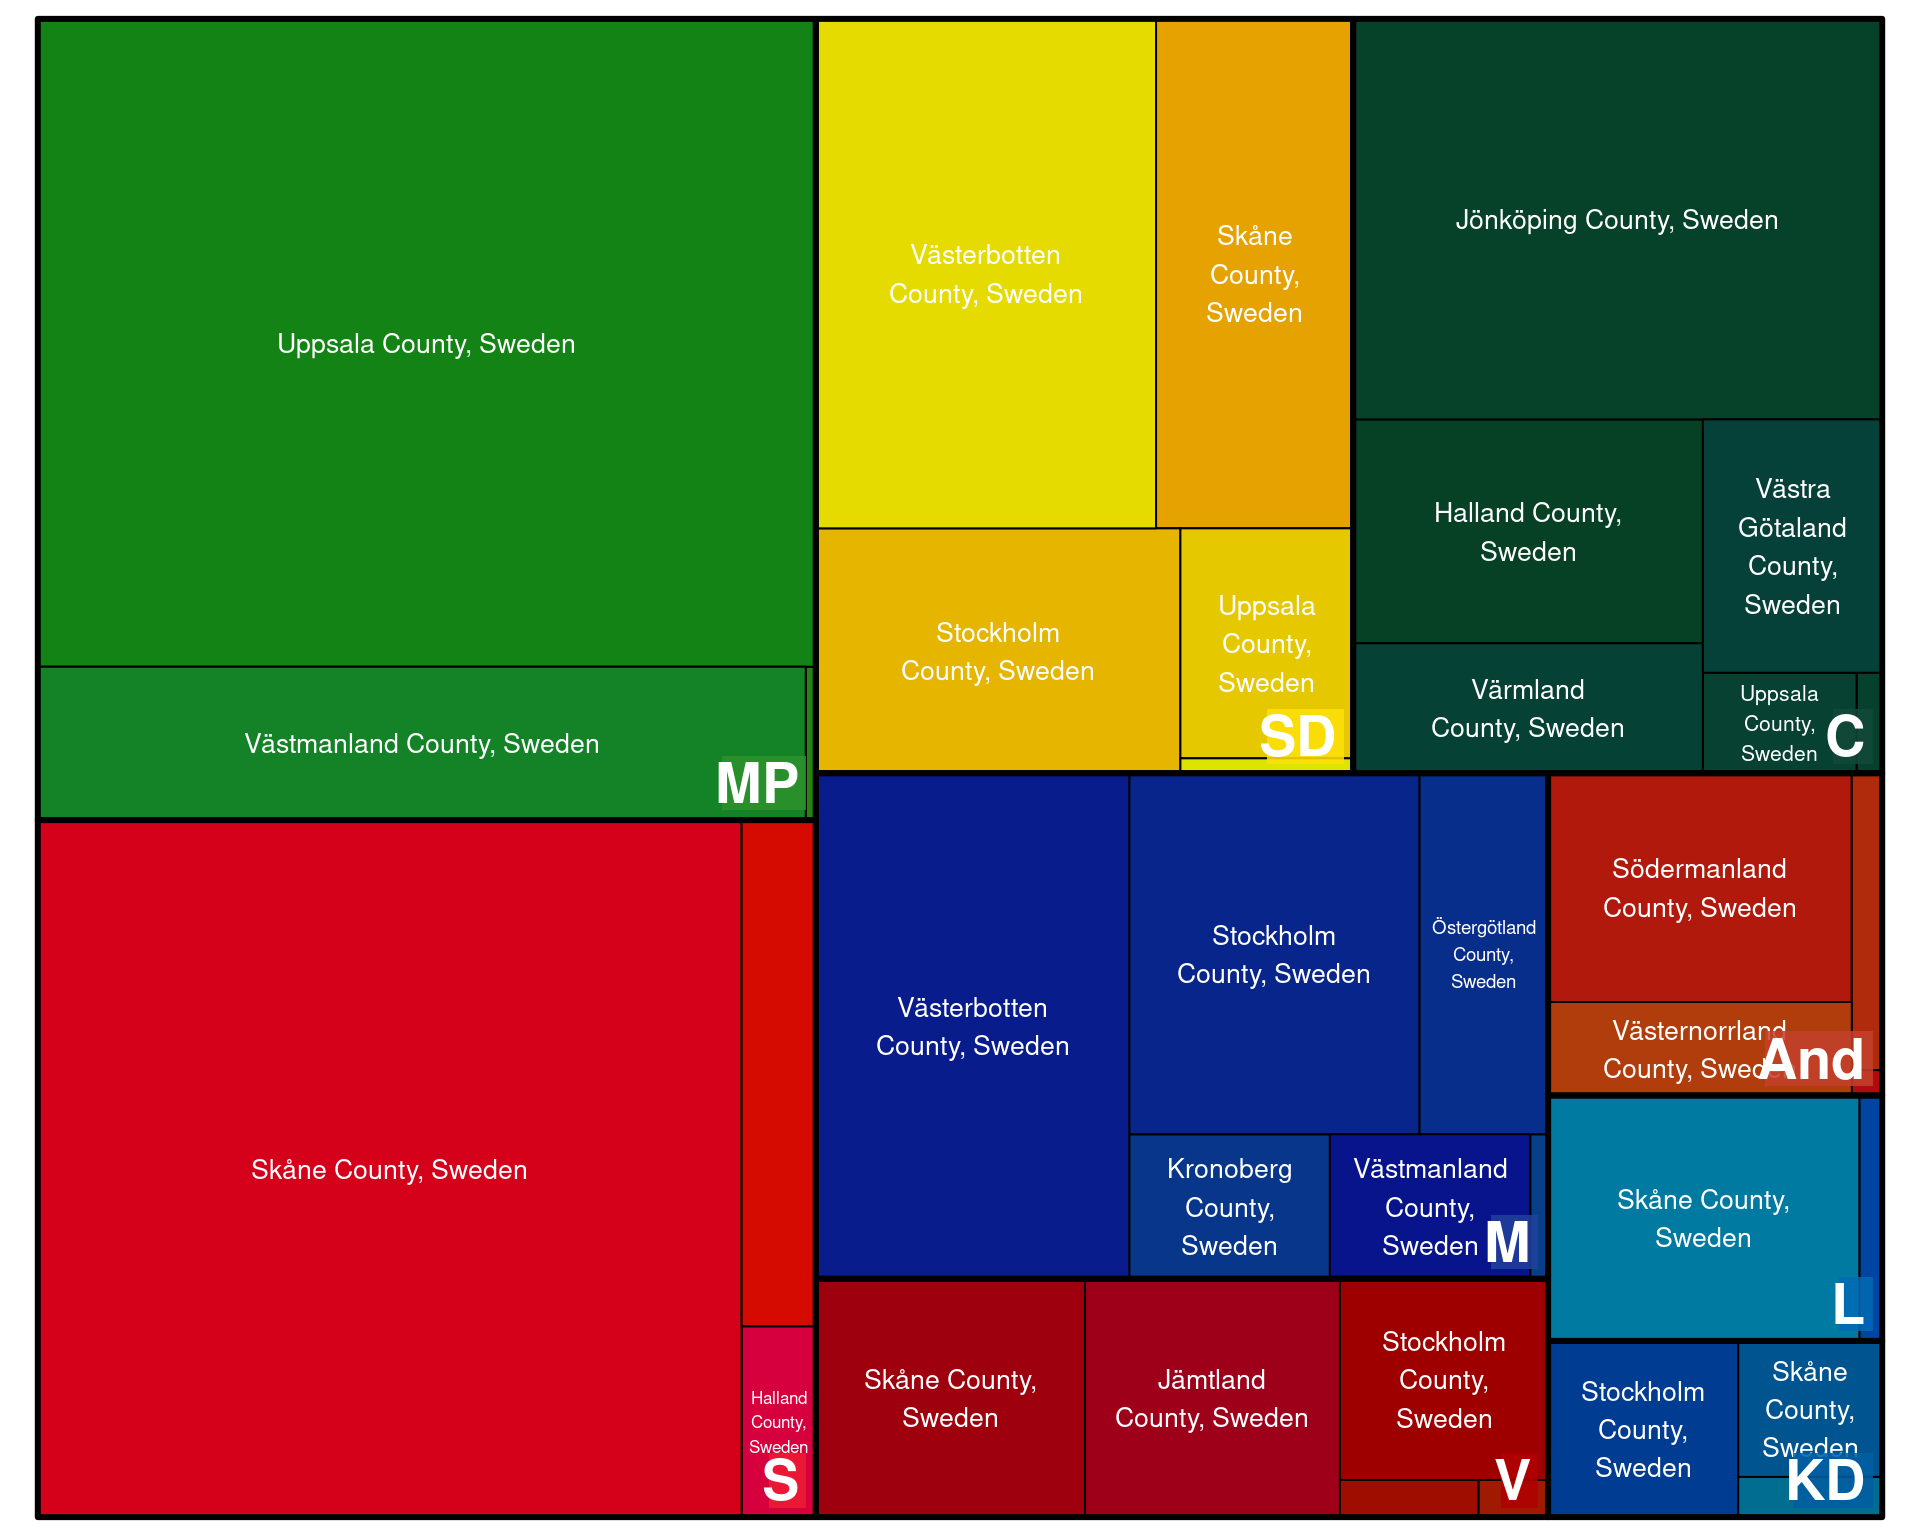 Uppsala County, Sweden
Västmanland County, Sweden
MP
Skåne County, Sweden
Halland
County,
Sweden
S
Västerbotten
County, Sweden
Skåne
County,
Sweden
Stockholm
County, Sweden
Uppsala
County,
Sweden
SD
Jönköping County, Sweden
Halland County,
Sweden
Västra
Götaland
County,
Sweden
Värmland
County, Sweden
Uppsala
County,
Sweden
C
Västerbotten
County, Sweden
Stockholm
County, Sweden
Östergötland
County,
Sweden
Kronoberg
County,
Sweden
Västmanland
County,
Sweden
M
Södermanland
County, Sweden
Västernorrland
County, Sweden
And
Skåne County,
Sweden
L
Skåne County,
Sweden
Jämtland
County, Sweden
Stockholm
County,
Sweden
V
Stockholm
County,
Sweden
Skåne
County,
Sweden
KD